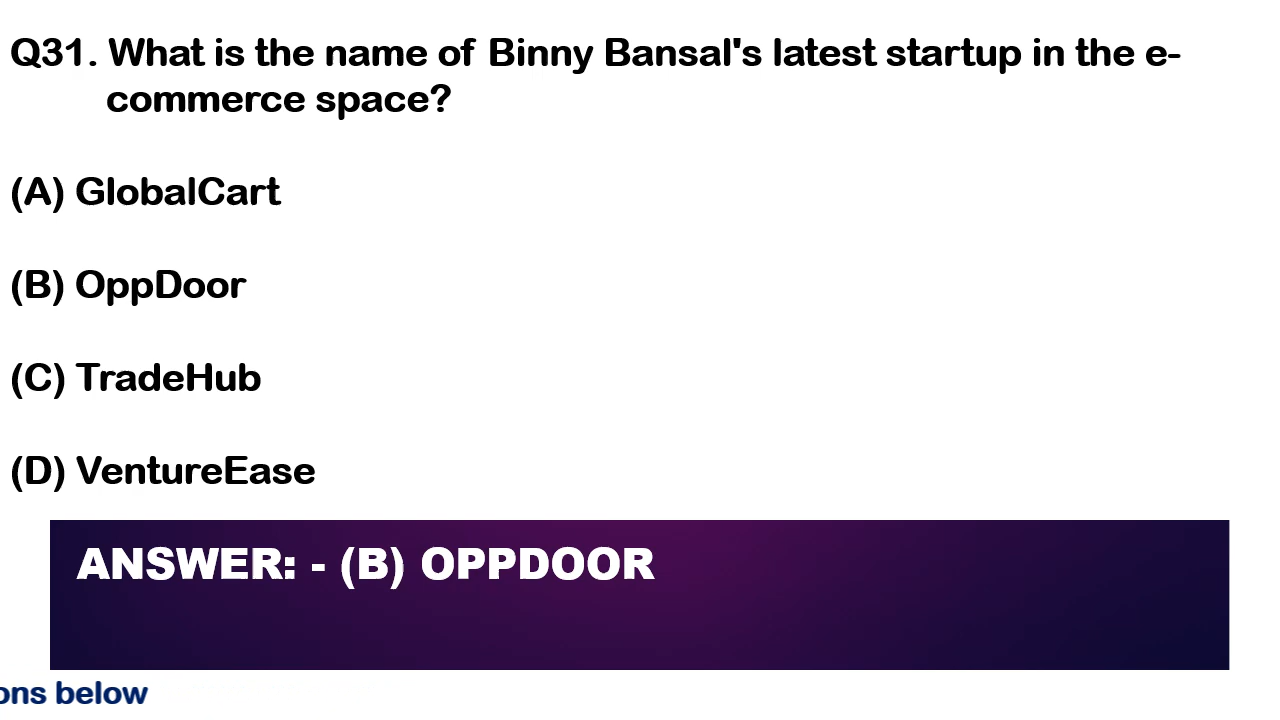 Q31. What is the name of Binny Bansal's latest startup in the e-
commerce space?
(A) GlobalCart
(B) OppDoor
(C) TradeHub
(D) VentureEase
ANSWER: - (B) OPPDOOR
below